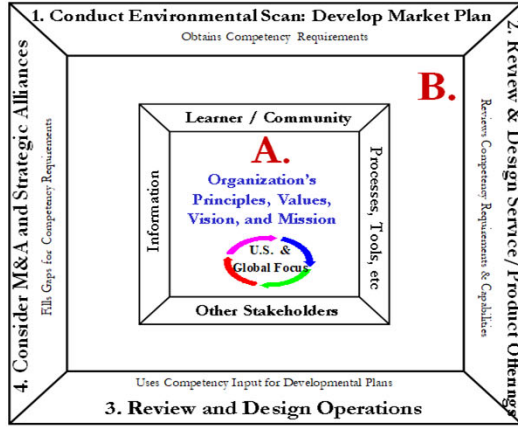 1. Conduct Environmental Scan: Develop Market Plan
Obtains Competency Requirements
2. Review & Design Service/Product Offerings
Reviews Competency Requirements & Capabilities
B.
Learner / Community
A.
Organization's
Principles, Values,
Vision, and Mission
U.S. &
Global Focus
Information
Processes, Tools, etc
Other Stakeholders
Uses Competency Input for Developmental Plans
3. Review and Design Operations
4. Consider M&A and Strategic Alliances
Fills Gaps for Competency Requirements